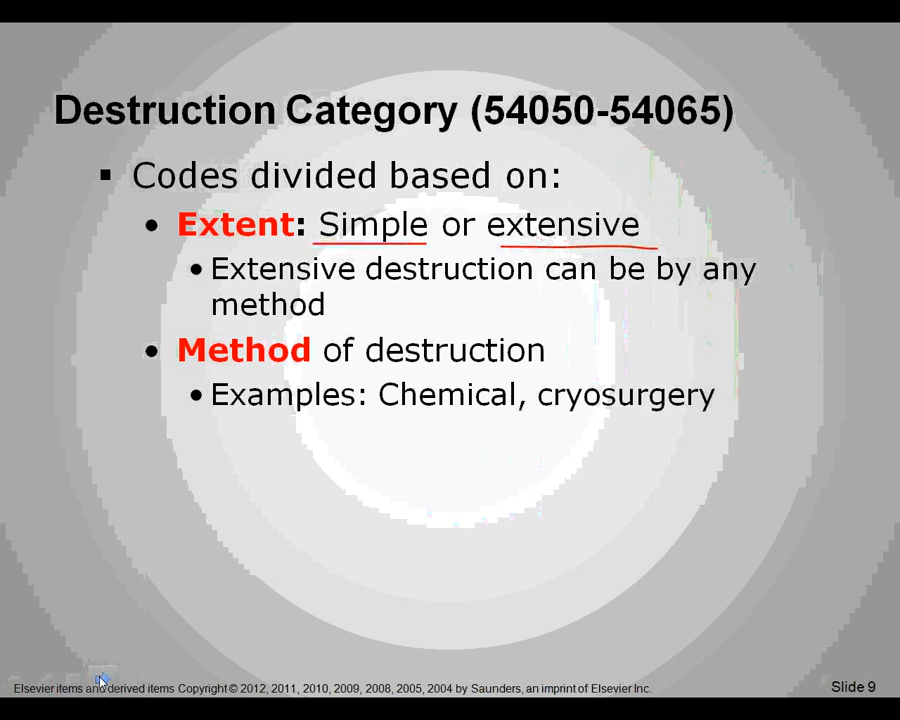 Destruction Category (54050-54065)
▪ Codes divided based on:
• Extent: Simple or extensive
• Extensive destruction can be by any
method
• Method of destruction
• Examples: Chemical, cryosurgery
Elsevier items and derived items Copyright © 2012, 2011, 2010, 2009, 2008, 2005, 2004 by Saunders, an imprint of Elsevier Inc.
Slide 9